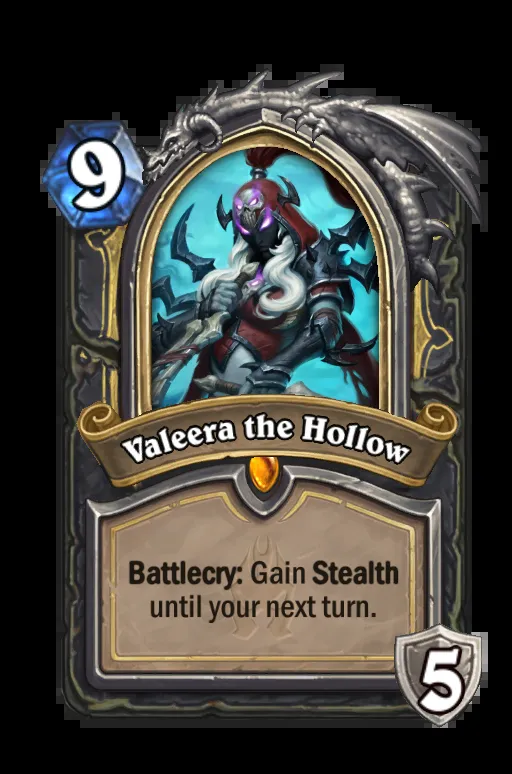 9
Valeera the Hollow
Battlecry: Gain Stealth
until your next turn.
5